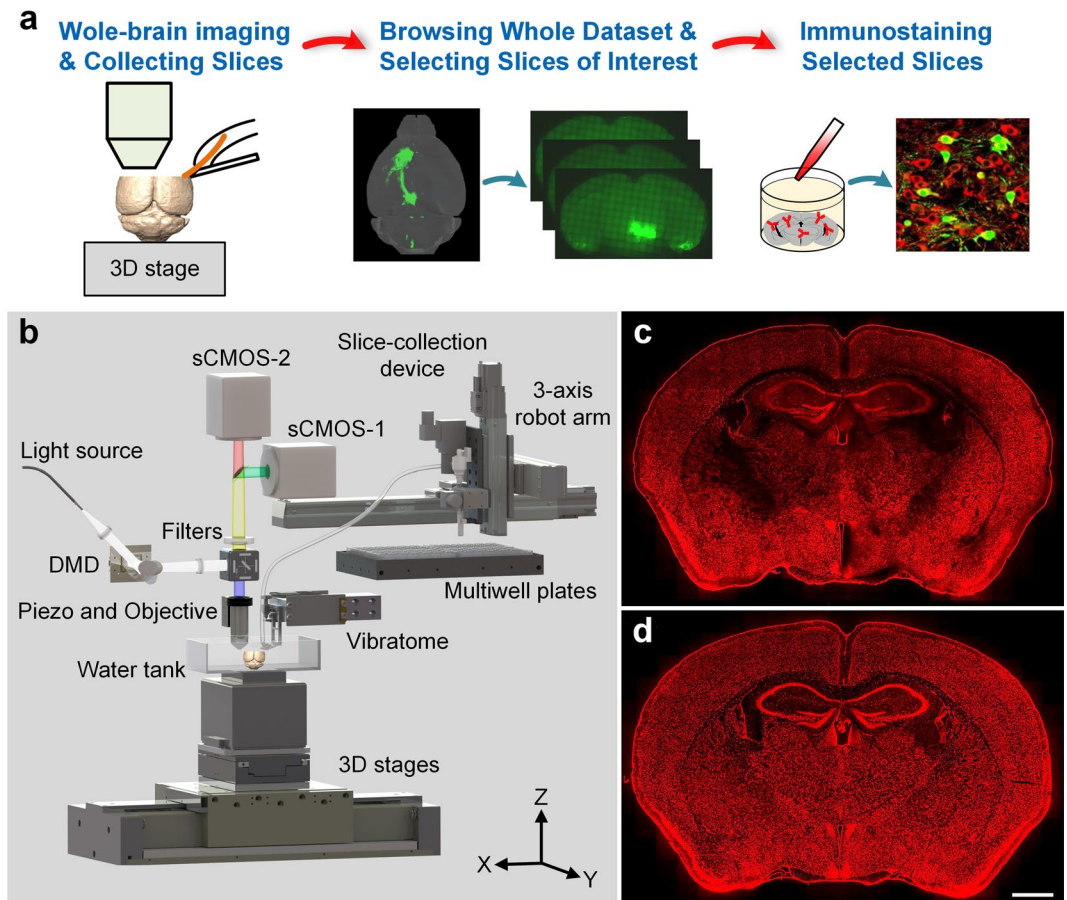 a
Wole-brain imaging
& Collecting Slices
Browsing Whole Dataset &
Selecting Slices of Interest
Immunostaining
Selected Slices
3D stage
b
sCMOS-2
Slice-collection
device
3-axis
robot arm
sCMOS-1
Light source
Filters
DMD
Multiwell plates
Piezo and Objective
Vibratome
Water tank
3D stages
Z
X
Y
c
d